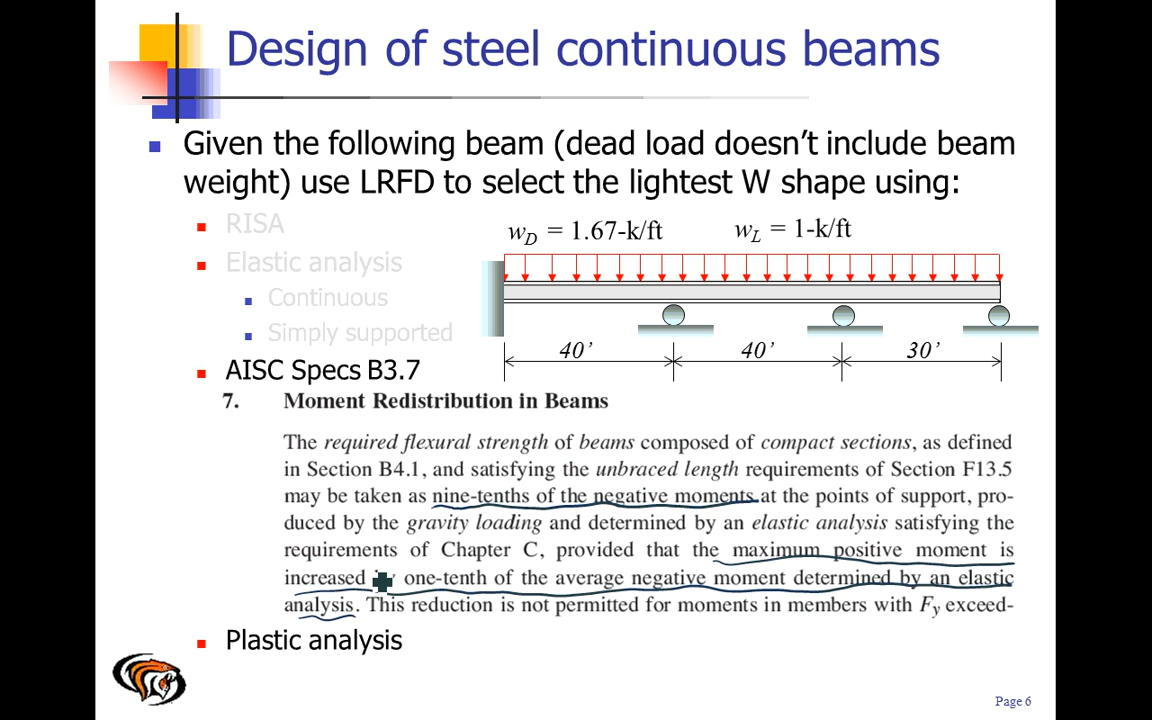 Design of steel continuous beams
Given the following beam (dead load doesn't include beam
weight) use LRFD to select the lightest W shape using:
RISA
Elastic analysis
Continuous
Simply supported
wD = 1.67-k/ft
wL = 1-k/ft
40'
40'
30'
AISC Specs B3.7
7. Moment Redistribution in Beams
The required flexural strength of beams composed of compact sections, as defined
in Section B4.1, and satisfying the unbraced length requirements of Section F13.5
may be taken as nine-tenths of the negative moments at the points of support, pro-
duced by the gravity loading and determined by an elastic analysis satisfying the
requirements of Chapter C, provided that the maximum positive moment is
increased one-tenth of the average negative moment determined by an elastic
analysis. This reduction is not permitted for moments in members with Fy exceed-
Plastic analysis
Page 6